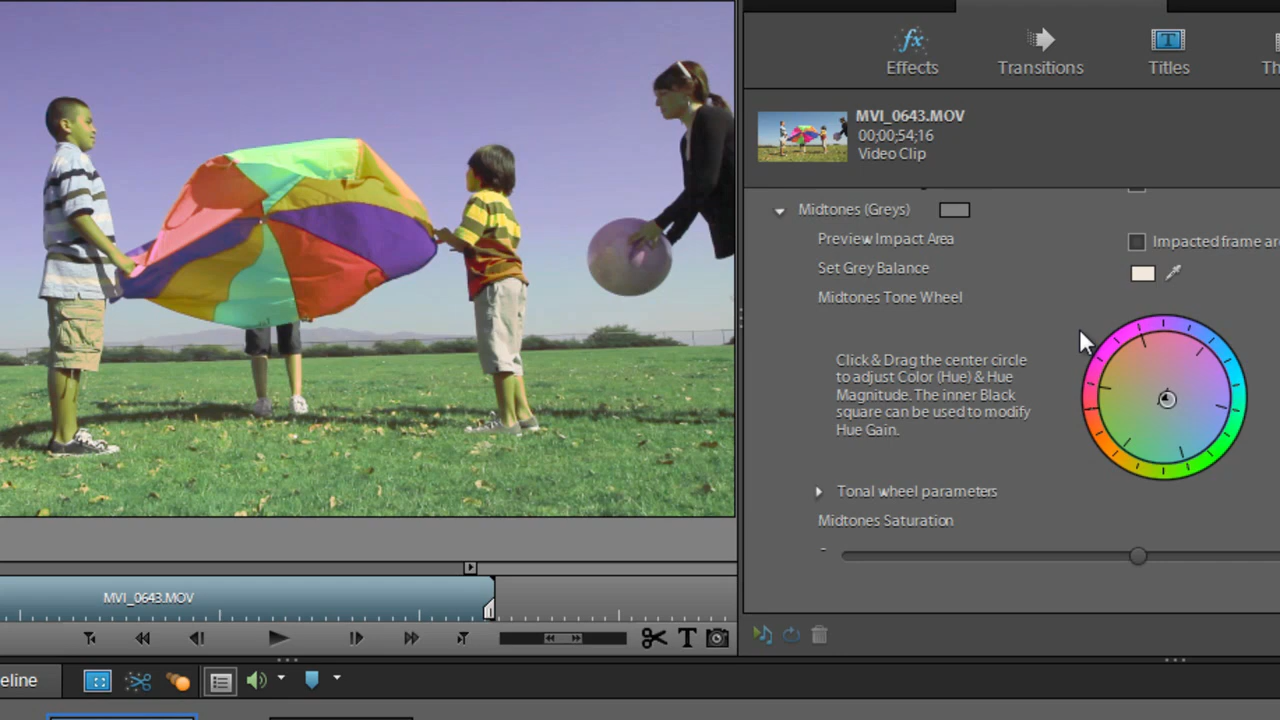 Effects
Transitions
Titles
Th
MVI_0643.MOV
00;00;54;16
Video Clip
Midtones (Greys)
Preview Impact Area
Impacted frame ar
Set Grey Balance
Midtones Tone Wheel
Click & Drag the center circle
to adjust Color (Hue) & Hue
Magnitude. The inner Black
square can be used to modify
Hue Gain.
Tonal wheel parameters
Midtones Saturation
-
MVI_0643.MOV
eline